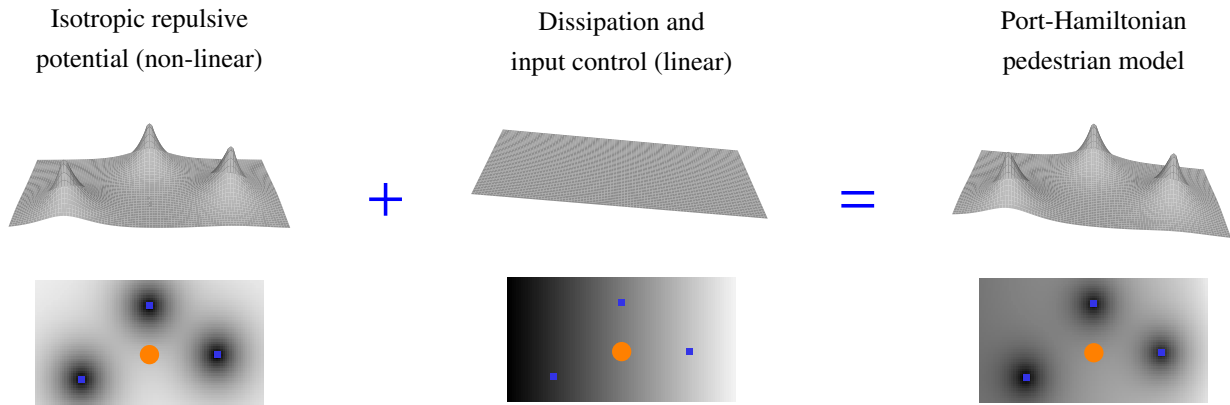 Isotropic repulsive
potential (non-linear)
Dissipation and
input control (linear)
Port-Hamiltonian
pedestrian model
+
=